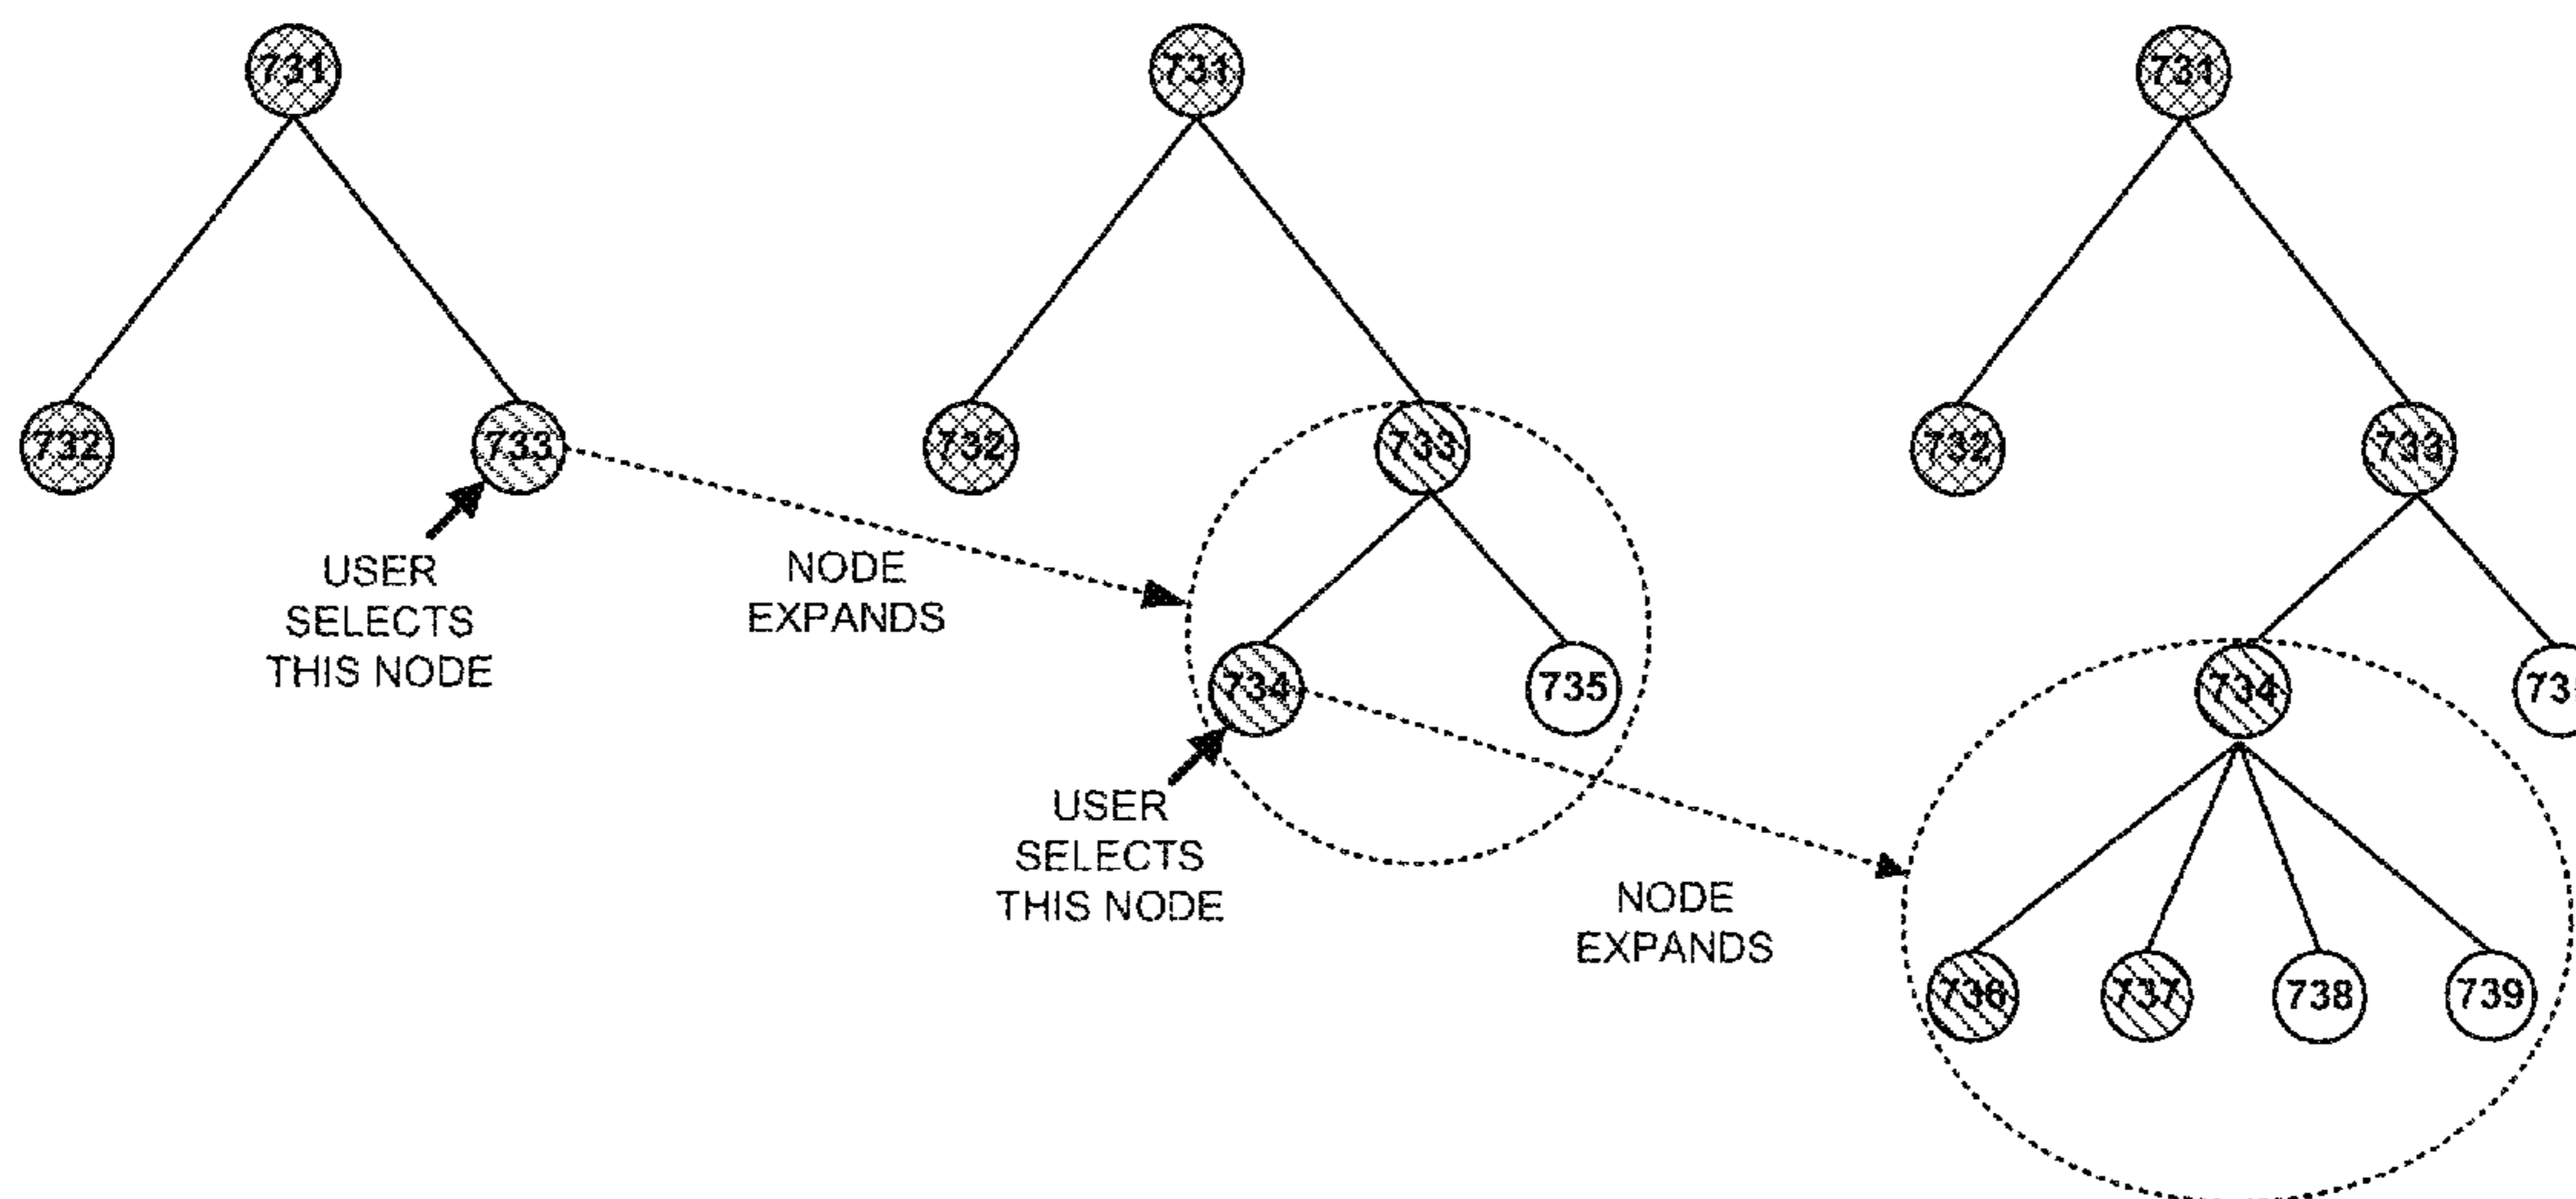 731 731 731
732 733 732 733 732 733
USER
SELECTS
THIS NODE
NODE
EXPANDS
734 735 734
USER
SELECTS
THIS NODE
NODE
EXPANDS
736 737 738 739